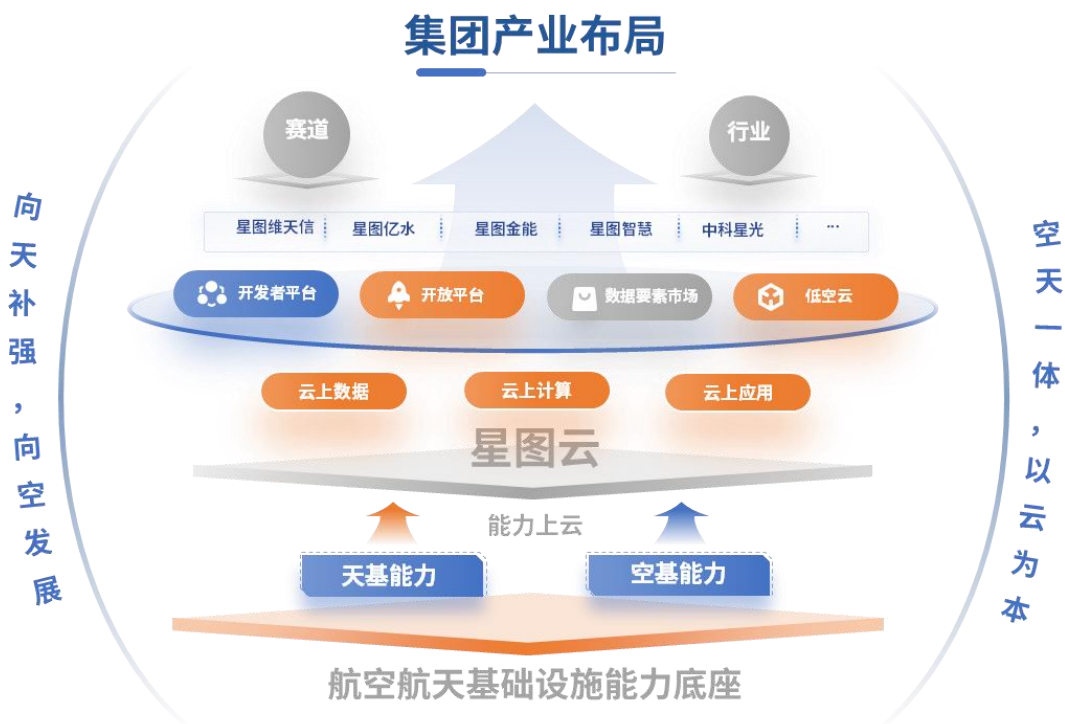 集团产业布局
赛道
行业
星图维天信
星图亿水
星图金能
星图智慧
中科星光
...
开发者平台
开放平台
数据要素市场
低空云
云上数据
云上计算
云上应用
星图云
能力上云
天基能力
空基能力
航空航天基础设施能力底座
向天补强，向空发展
空天一体，以云为本